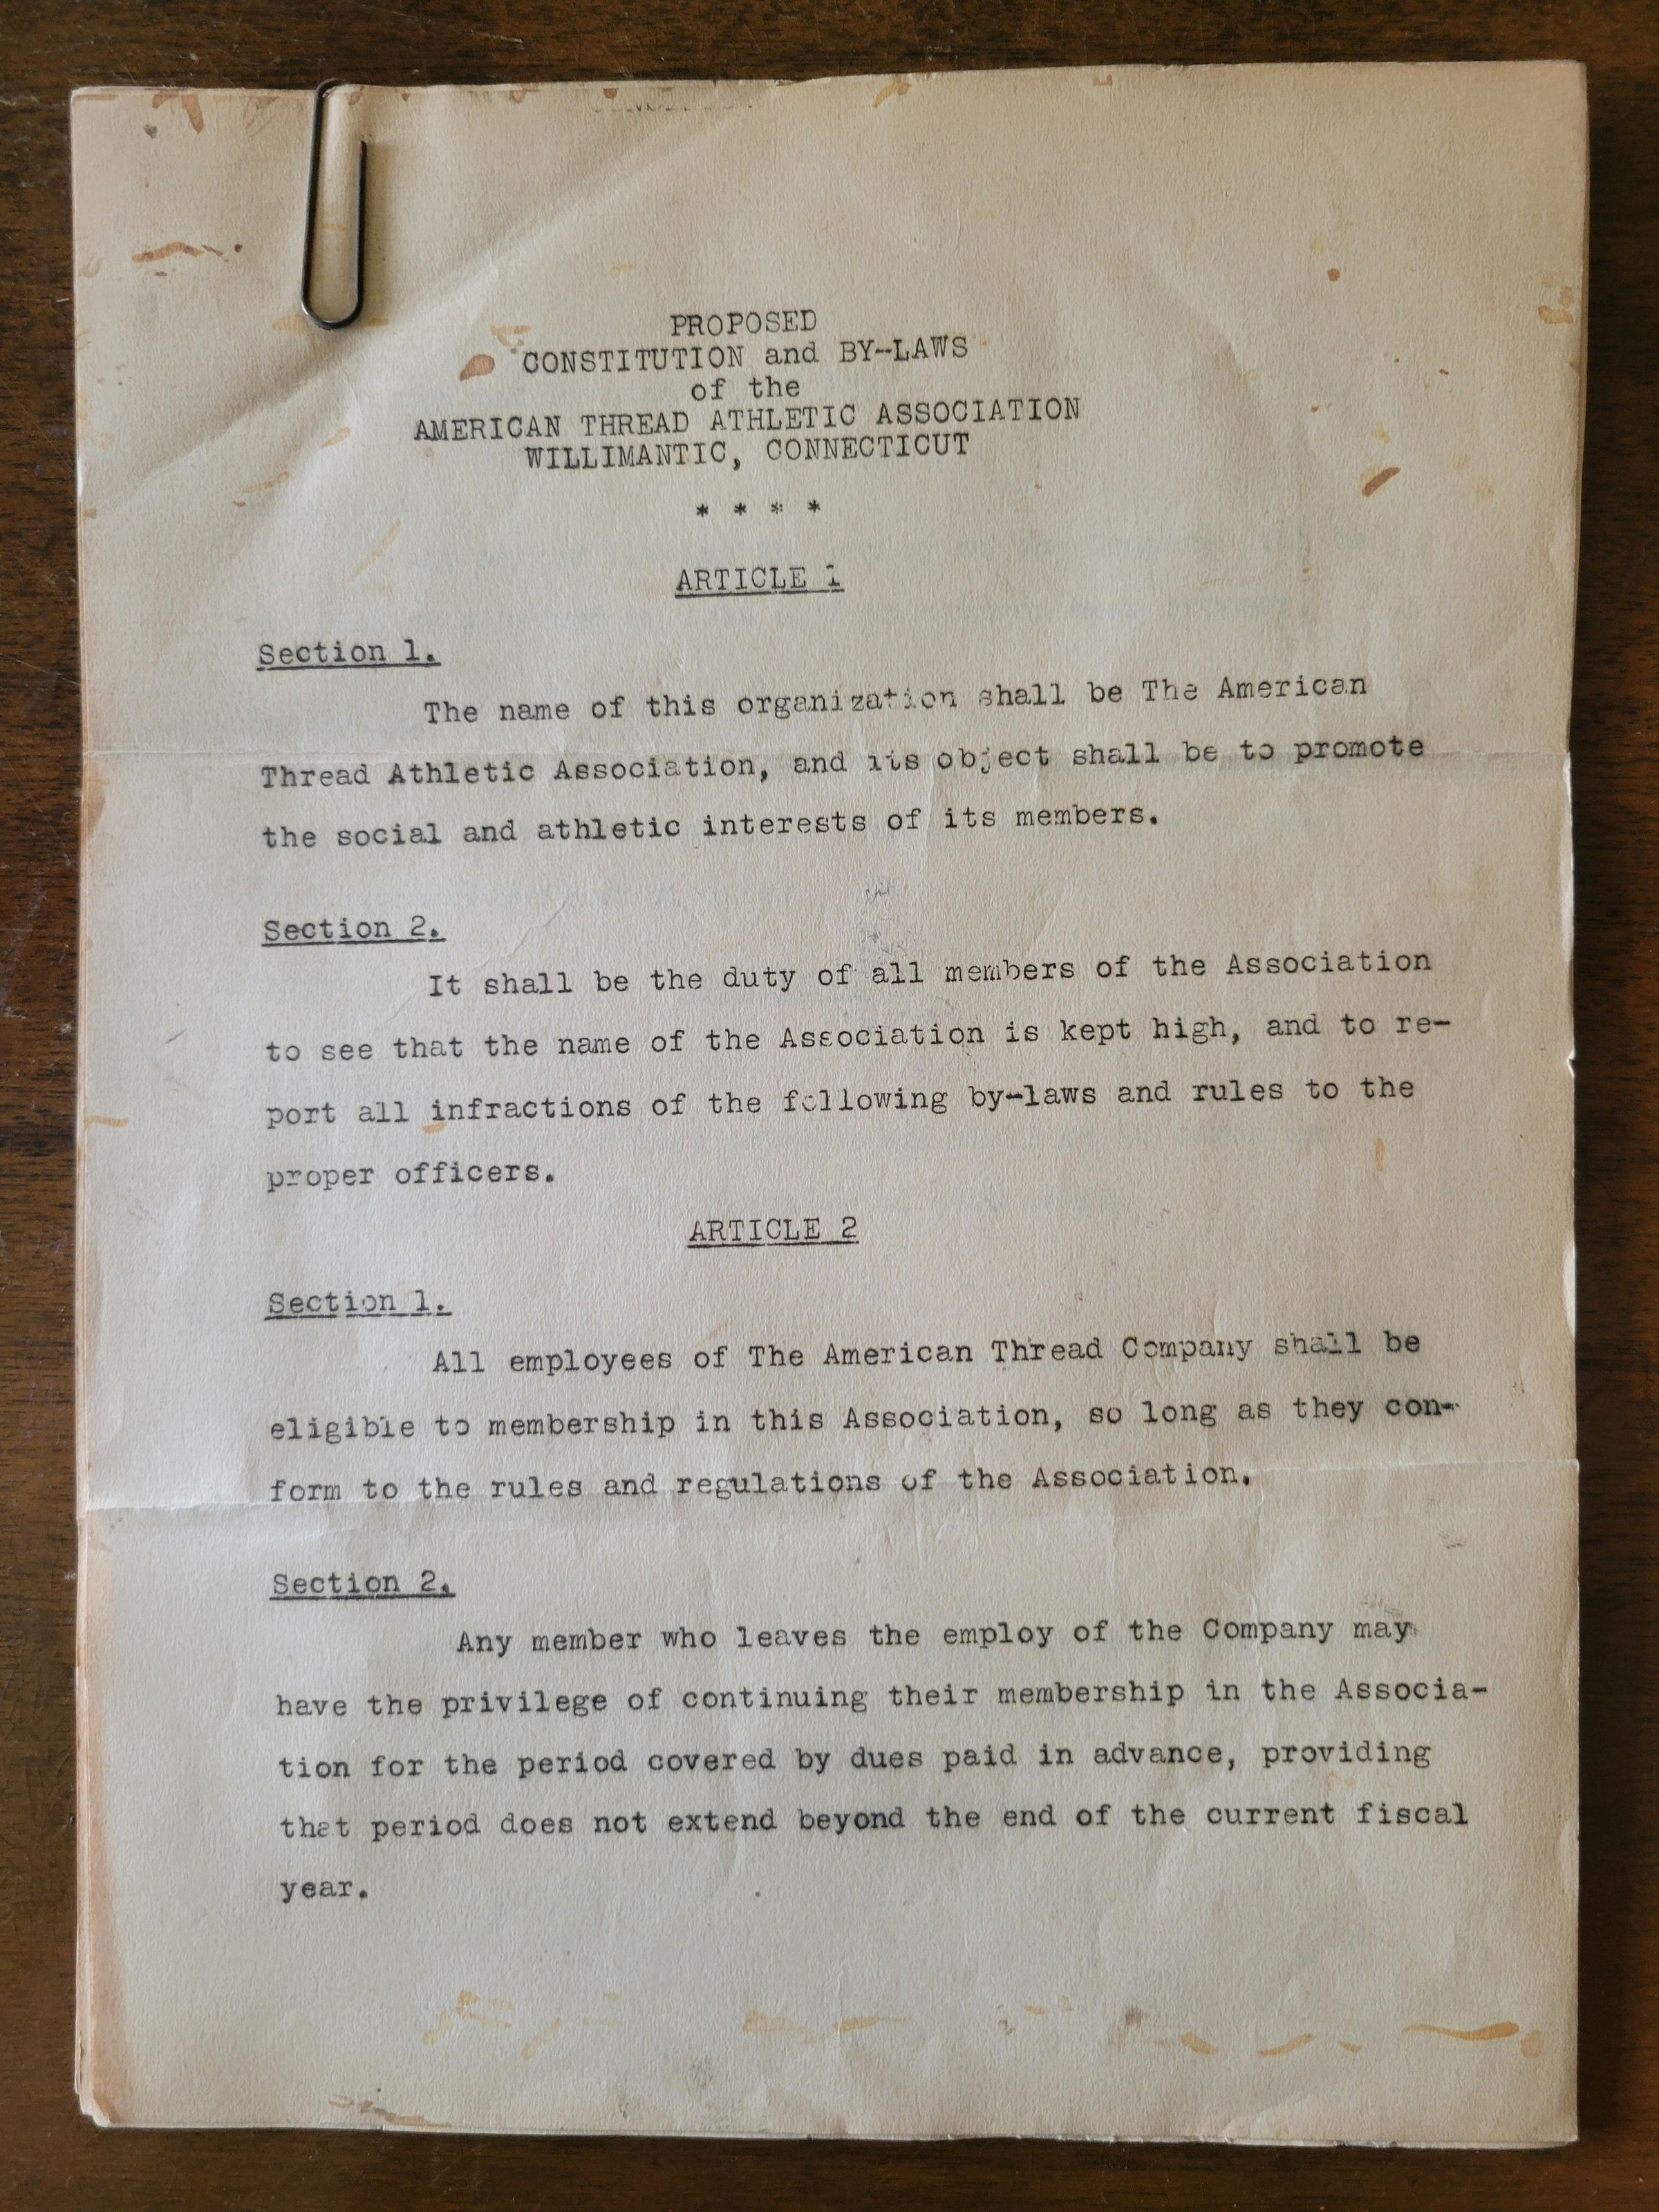 PROPOSED
CONSTITUTION and BY-LAWS
of the
AMERICAN THREAD ATHLETIC ASSOCIATION
WILLIMANTIC, CONNECTICUT
* * * *
ARTICLE 1
Section 1.
The name of this organization shall be The American
Thread Athletic Association, and its object shall be to promote
the social and athletic interests of its members.
Section 2.
It shall be the duty of all members of the Association
to see that the name of the Association is kept high, and to re-
port all infractions of the following by-laws and rules to the
proper officers.
ARTICLE 2
Section 1.
All employees of The American Thread Company shall be
eligible to membership in this Association, so long as they con-
form to the rules and regulations of the Association.
Section 2.
Any member who leaves the employ of the Company may
have the privilege of continuing their membership in the Associa-
tion for the period covered by dues paid in advance, providing
that period does not extend beyond the end of the current fiscal
year.